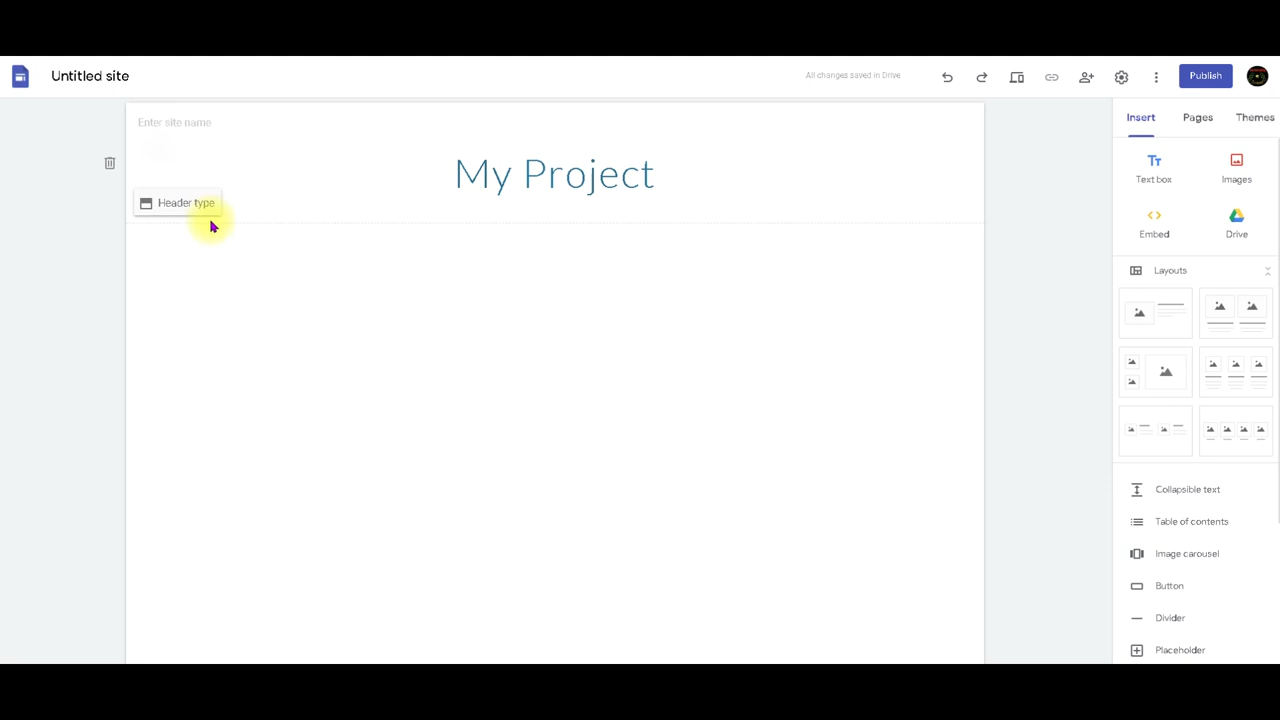 Untitled site
All changes saved in Drive
Publish
Enter site name
My Project
Header type
Insert
Pages
Themes
Text box
Images
Embed
Drive
Layouts
Collapsible text
Table of contents
Image carousel
Button
Divider
Placeholder